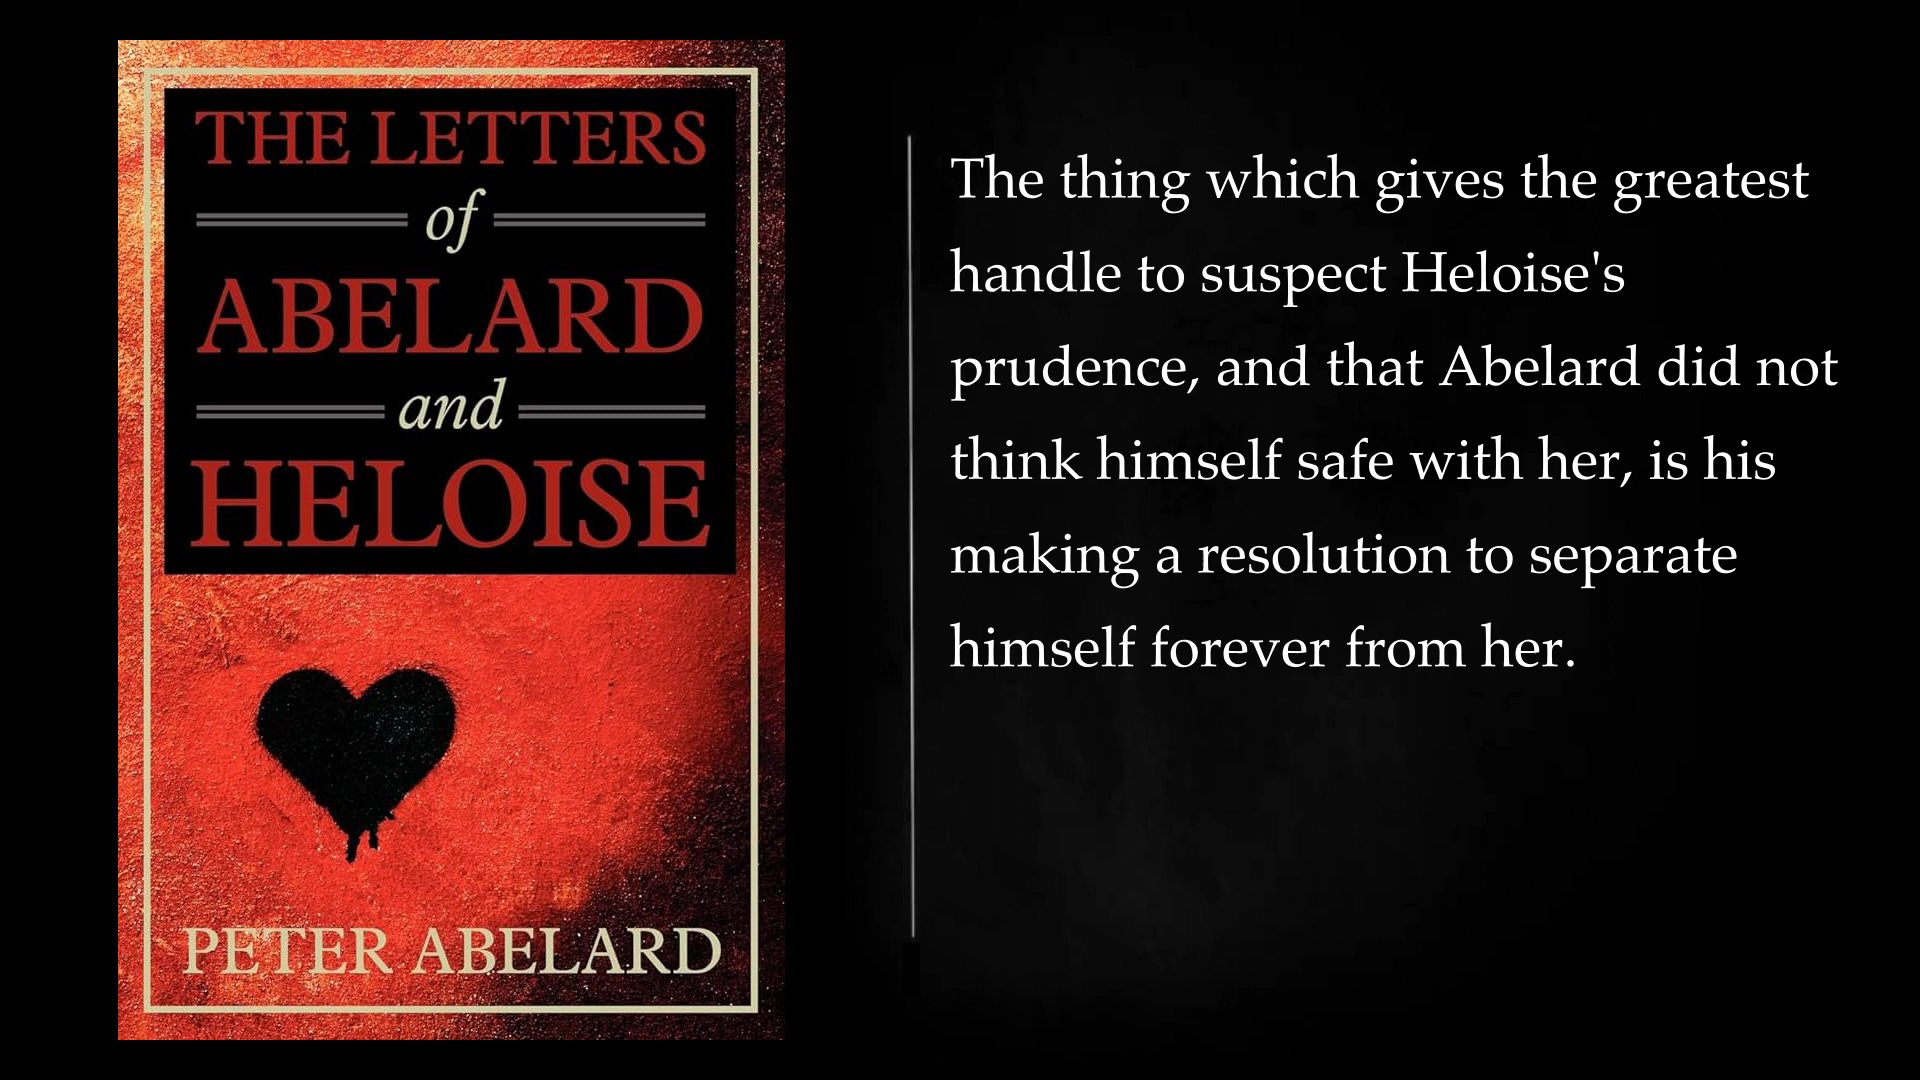 THE LETTERS
of
ABELARD
and
HELOISE
PETER ABELARD
The thing which gives the greatest
handle to suspect Heloise's
prudence, and that Abelard did not
think himself safe with her, is his
making a resolution to separate
himself forever from her.